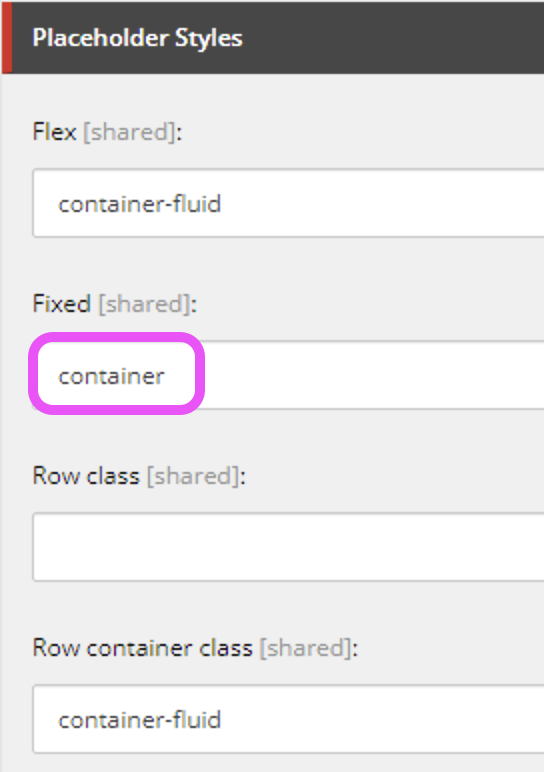 Placeholder Styles
Flex [shared]:
container-fluid
Fixed [shared]:
container
Row class [shared]:
Row container class [shared]:
container-fluid